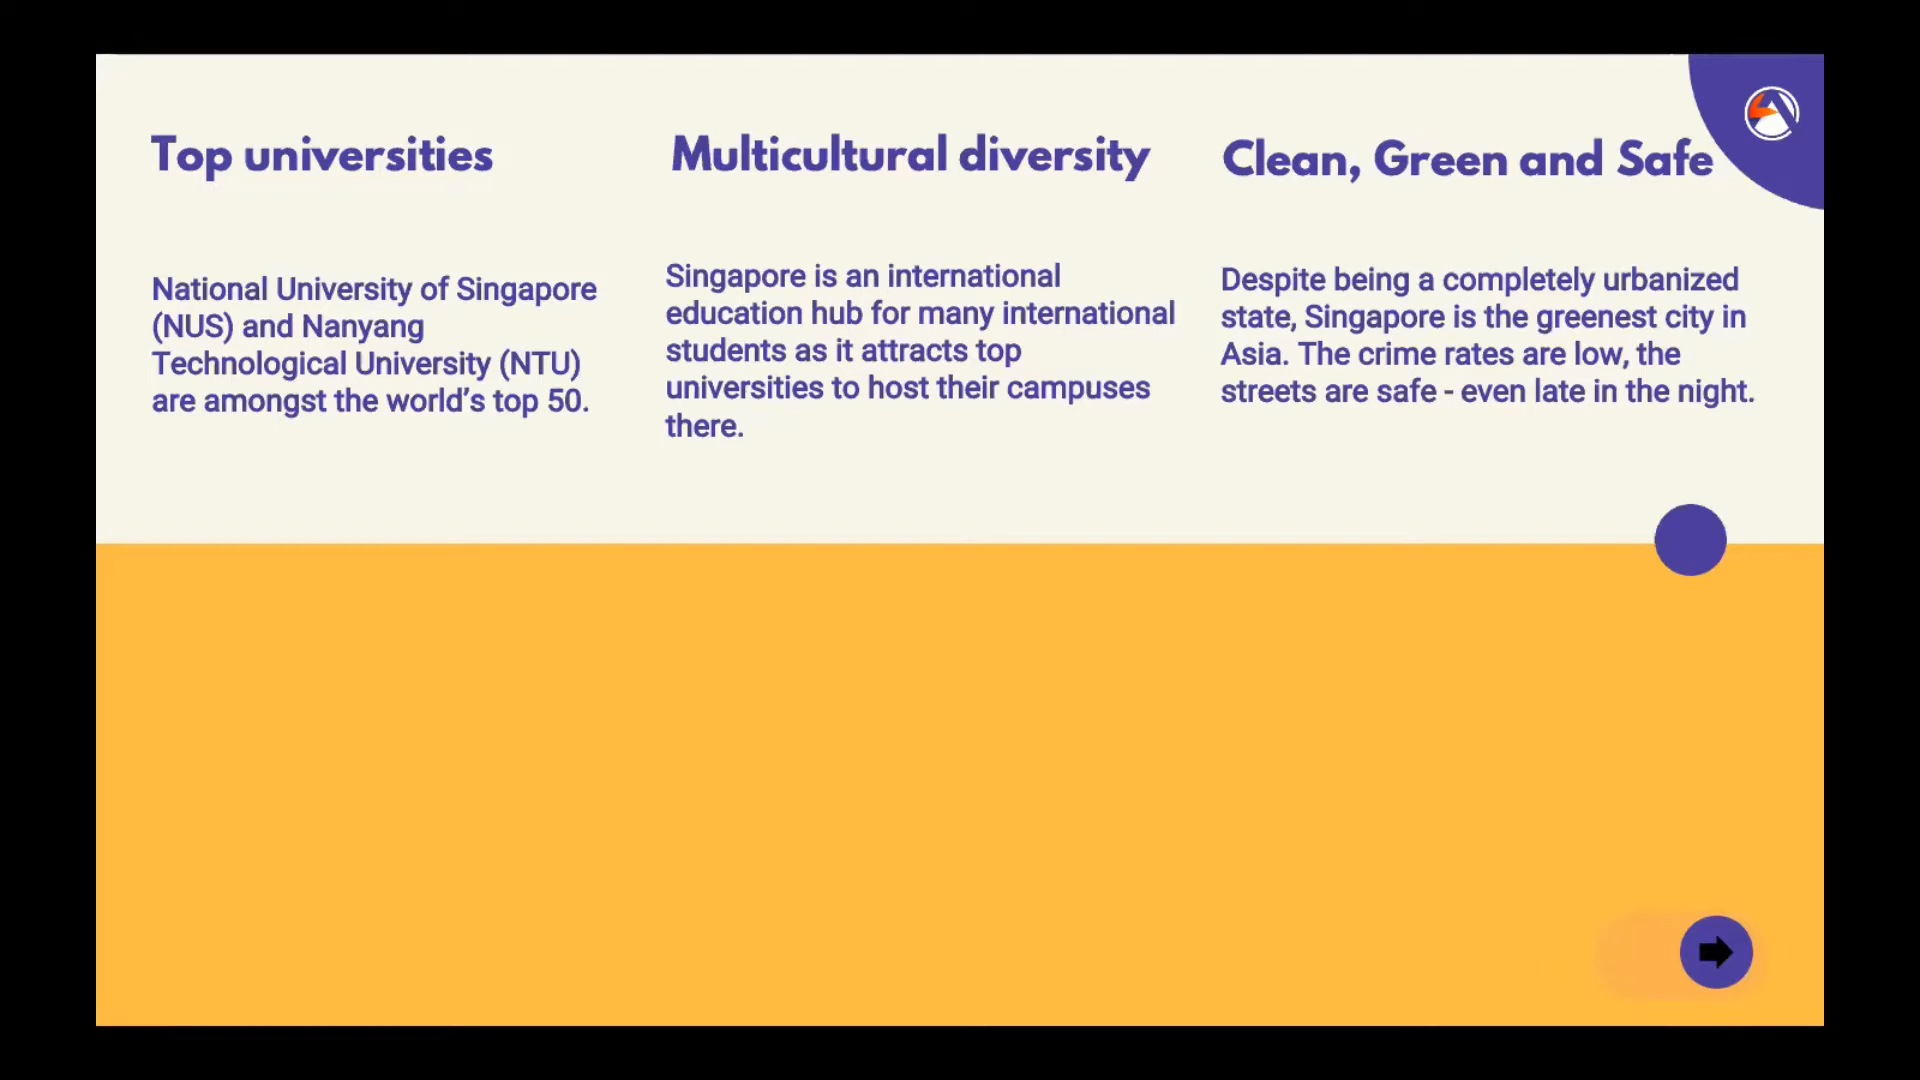 Top universities
National University of Singapore
(NUS) and Nanyang
Technological University (NTU)
are amongst the world’s top 50.
Multicultural diversity
Singapore is an international
education hub for many international
students as it attracts top
universities to host their campuses
there.
Clean, Green and Safe
Despite being a completely urbanized
state, Singapore is the greenest city in
Asia. The crime rates are low, the
streets are safe - even late in the night.